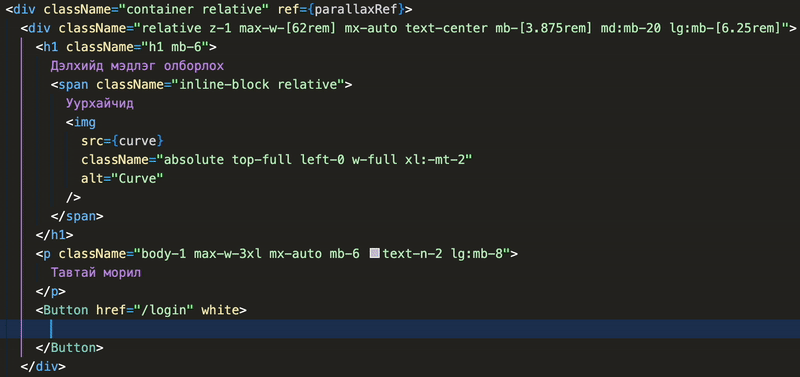 <div className="container relative" ref={parallaxRef}>
<div className="relative z-1 max-w-[62rem] mx-auto text-center mb-[3.875rem] md:mb-20 lg:mb-[6.25rem]">
<h1 className="h1 mb-6">
Дэлхийд мэдлэг олборлох
<span className="inline-block relative">
Уурхайчид
<img
src={curve}
className="absolute top-full left-0 w-full xl:-mt-2"
alt="Curve"
/>
</span>
</h1>
<p className="body-1 max-w-3xl mx-auto mb-6 text-n-2 lg:mb-8">
Тавтай морил
</p>
<Button href="/login" white>
</Button>
</div>